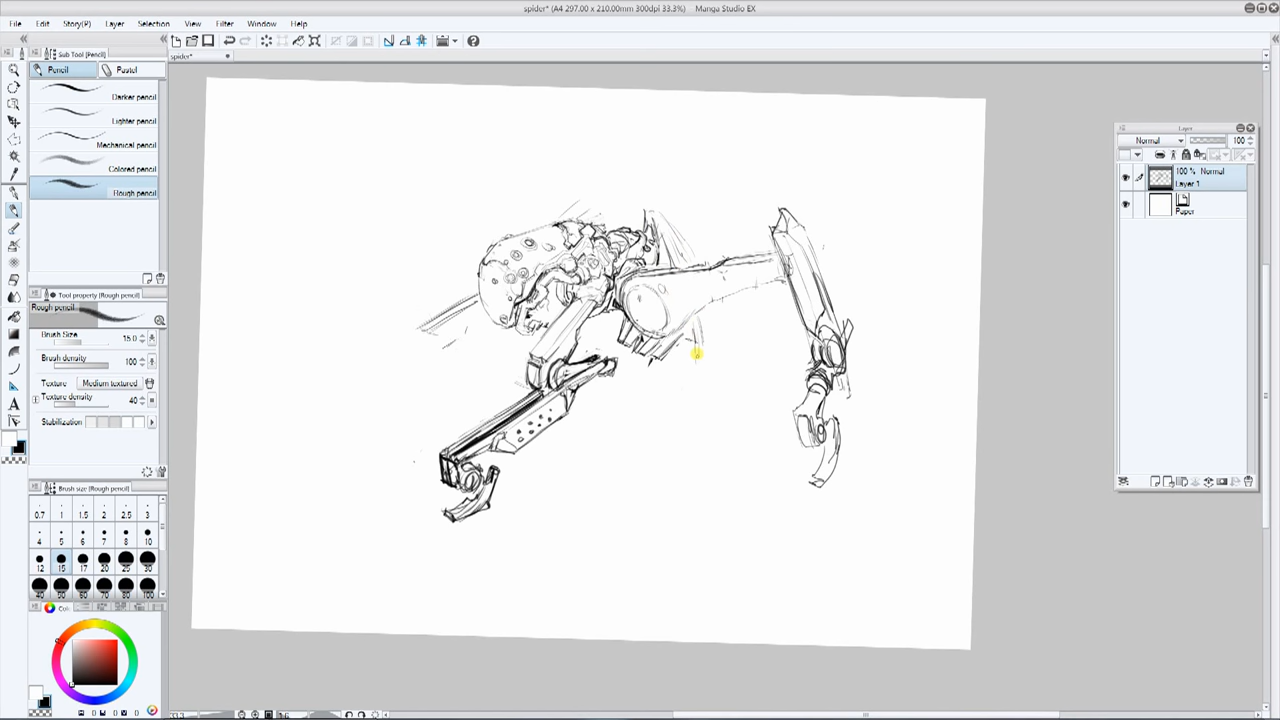 spider* (A4 297.00 x 210.00mm 300dpi 33.3%) - Manga Studio EX
File Edit Story(P) Layer Selection View Filter Window Help
Sub Tool [Pencil]
spider*
Pencil Pastel
Darker pencil
Lighter pencil
Mechanical pencil
Colored pencil
Rough pencil
Layer
Normal 100
100 % Normal
Layer 1
Paper
Tool property [Rough pencil]
Rough pencil
Brush Size 15.0
Brush density 100
Texture Medium textured
Texture density 40
Stabilization
Brush size [Rough pencil]
0.7 1 1.5 2 2.5 3
4 5 6 7 8 10
12 15 17 20 25 30
40 50 60 70 80 100
33.3